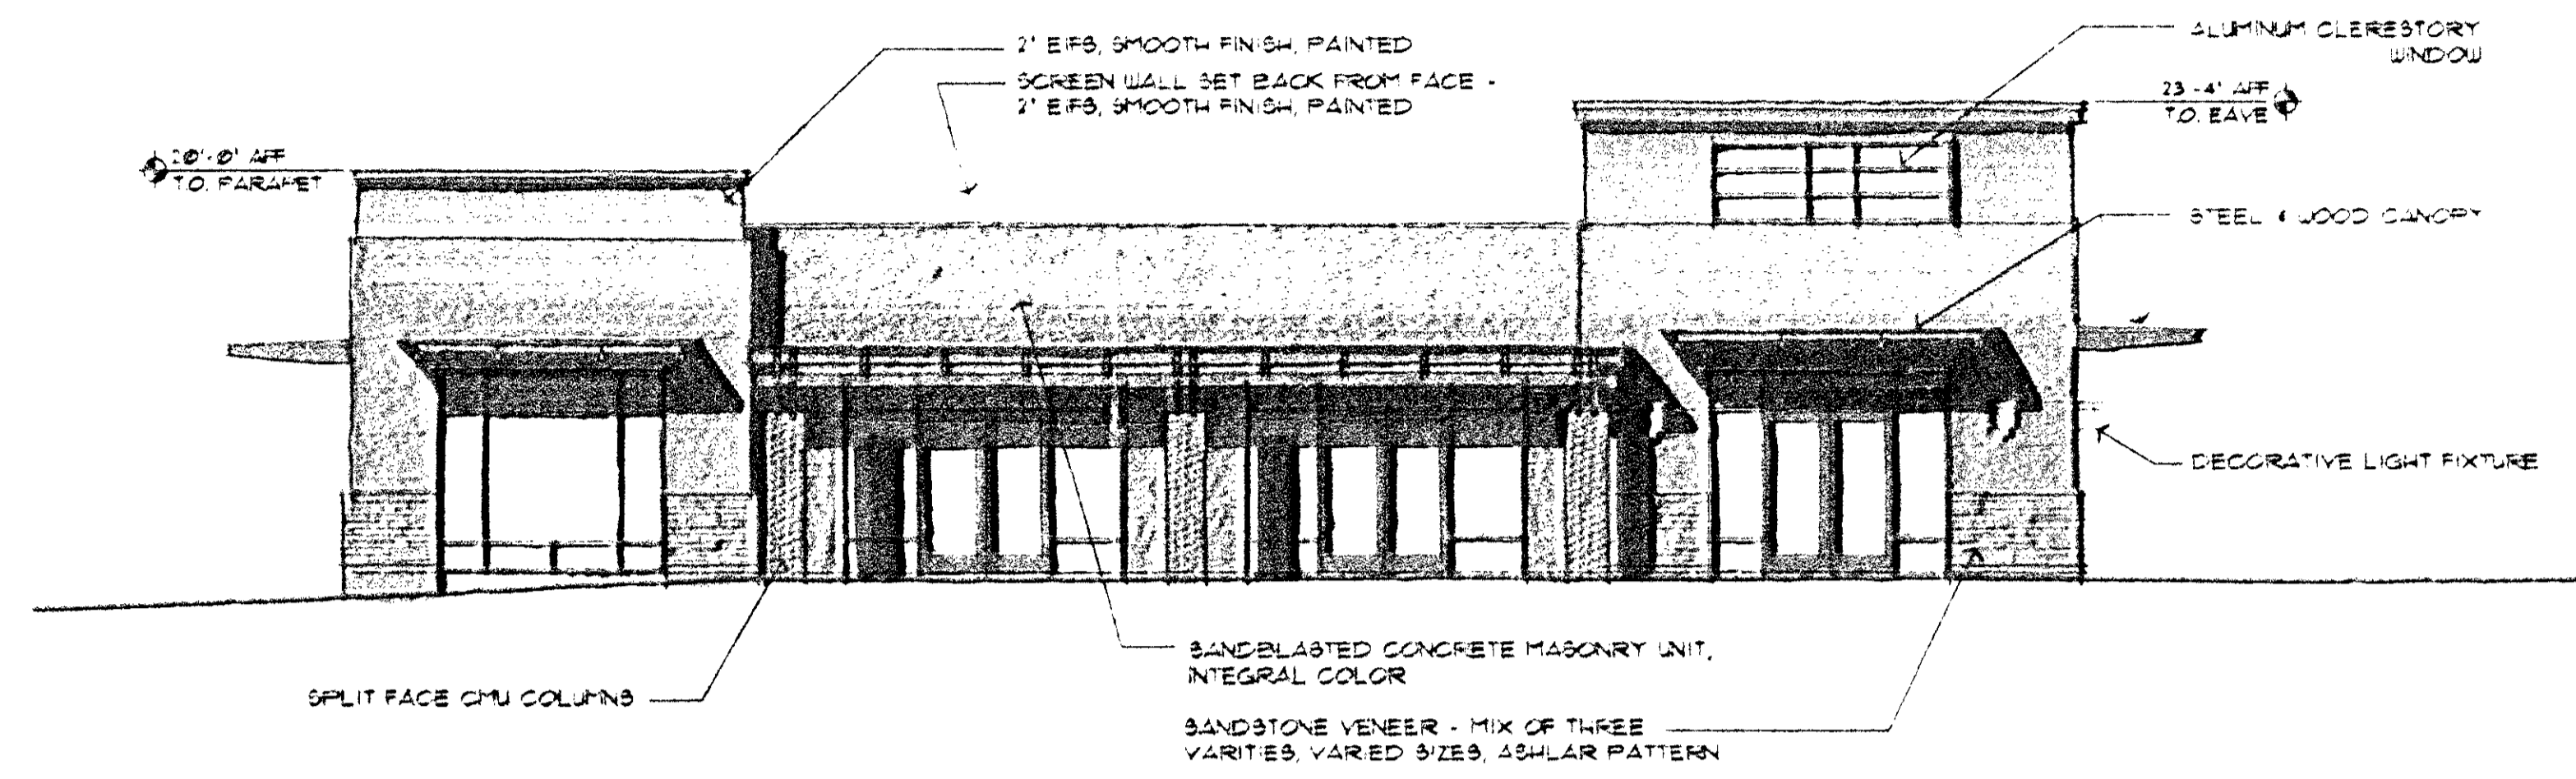 2" EIFS, SMOOTH FINISH, PAINTED
SCREEN WALL SET BACK FROM FACE -
2" EIFS, SMOOTH FINISH, PAINTED
ALUMINUM CLERESTORY
WINDOW
23'-4" AFF
T.O. EAVE
20'-0" AFF
T.O. PARAPET
STEEL & WOOD CANOPY
DECORATIVE LIGHT FIXTURE
SANDBLASTED CONCRETE MASONRY UNIT,
INTEGRAL COLOR
SPLIT FACE CMU COLUMNS
SANDSTONE VENEER - MIX OF THREE
VARITIES, VARIED SIZES, ASHLAR PATTERN